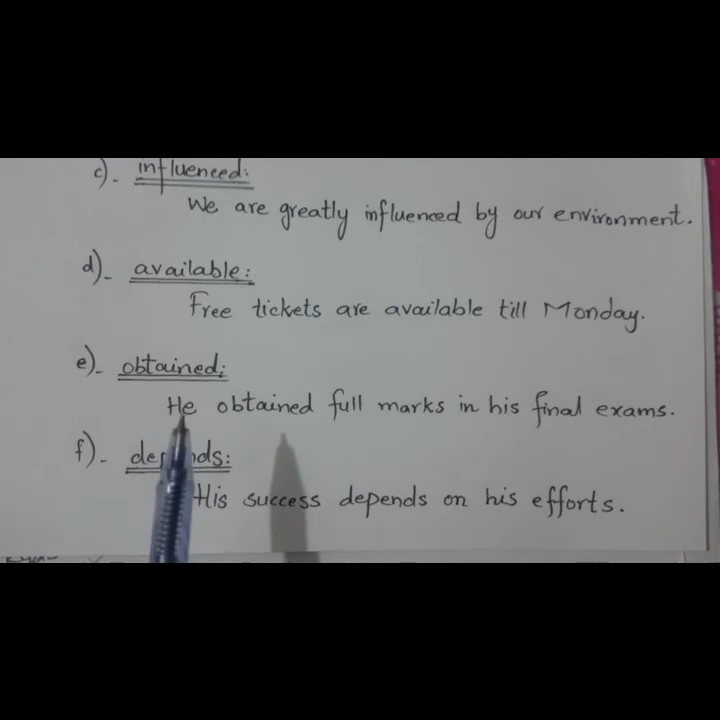 c)- influenced:
We are greatly influenced by our environment.
d)- available:
Free tickets are available till Monday.
e)- obtained:
He obtained full marks in his final exams.
f)- depends:
His success depends on his efforts.